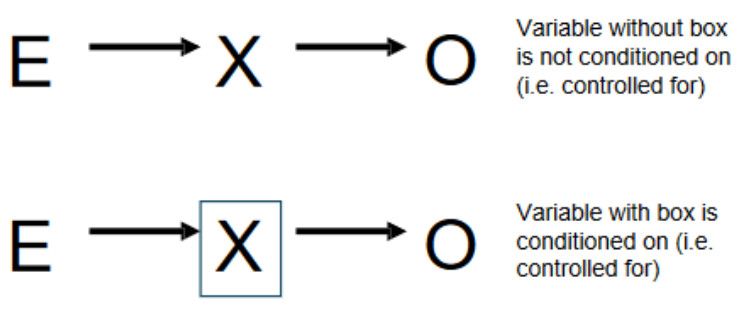 E X O
Variable without box
is not conditioned on
(i.e. controlled for)
E X O
Variable with box is
conditioned on (i.e.
controlled for)